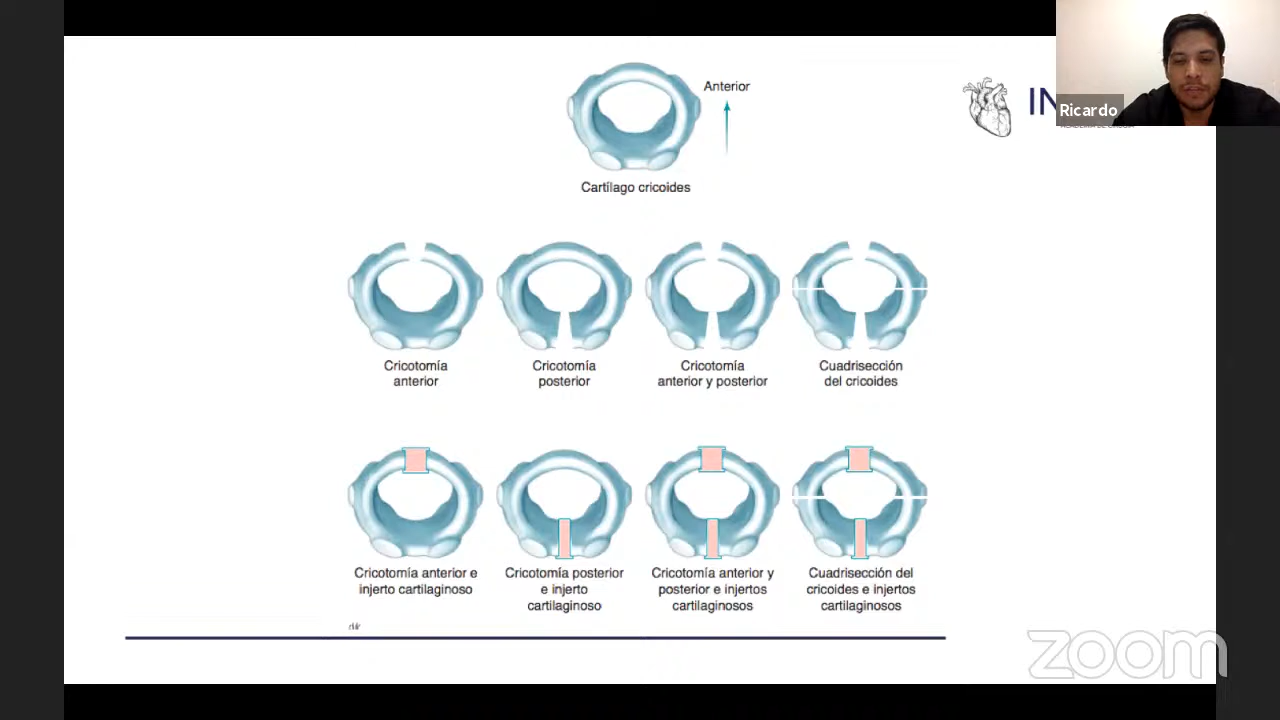 Anterior
IN
Ricardo
Cartílago cricoides
Cricotomía
anterior
Cricotomía
posterior
Cricotomía
anterior y posterior
Cuadrisección
del cricoides
Cricotomía anterior e
injerto cartilaginoso
Cricotomía posterior
e injerto
cartilaginoso
Cricotomía anterior y
posterior e injertos
cartilaginosos
Cuadrisección del
cricoides e injertos
cartilaginosos
zoom